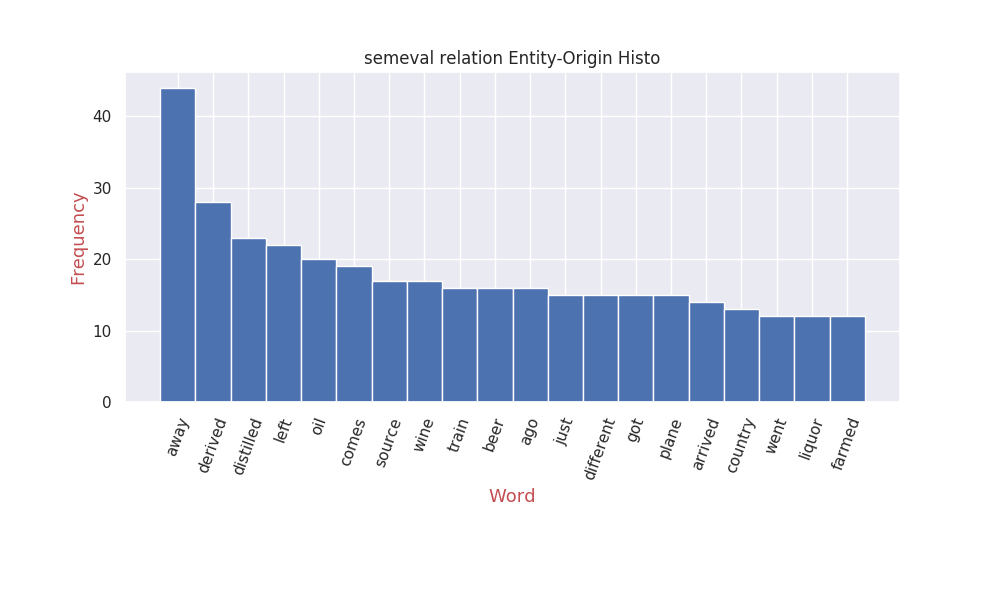 semeval relation Entity-Origin Histo
Frequency
40
30
20
10
0
away
derived
distilled
left
oil
comes
source
wine
train
beer
ago
just
different
got
plane
arrived
country
went
liquor
farmed
Word